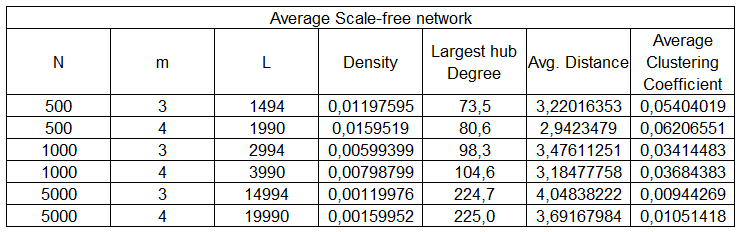 Average Scale-free network
N m L Density Largest hub Degree Avg. Distance Average Clustering Coefficient
500 3 1494 0,01197595 73,5 3,22016353 0,05404019
500 4 1990 0,0159519 80,6 2,9423479 0,06206551
1000 3 2994 0,00599399 98,3 3,47611251 0,03414483
1000 4 3990 0,00798799 104,6 3,18477758 0,03684383
5000 3 14994 0,00119976 224,7 4,04838222 0,00944269
5000 4 19990 0,00159952 225,0 3,69167984 0,01051418